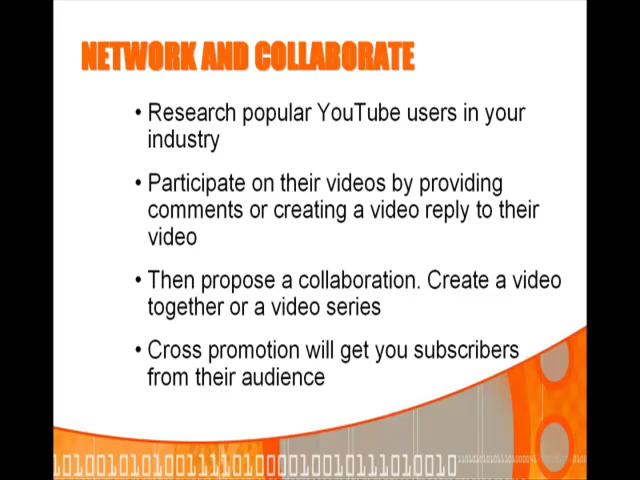 NETWORK AND COLLABORATE
• Research popular YouTube users in your
industry
• Participate on their videos by providing
comments or creating a video reply to their
video
• Then propose a collaboration. Create a video
together or a video series
• Cross promotion will get you subscribers
from their audience